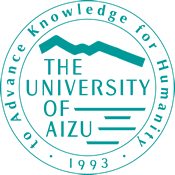 to Advance Knowledge for Humanity
THE
UNIVERSITY
OF
AIZU
· 1993 ·